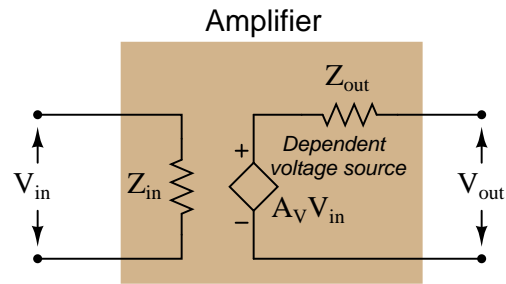 Amplifier
Zout
+
Dependent
voltage source
Vin
Zin
AVVin
Vout
−